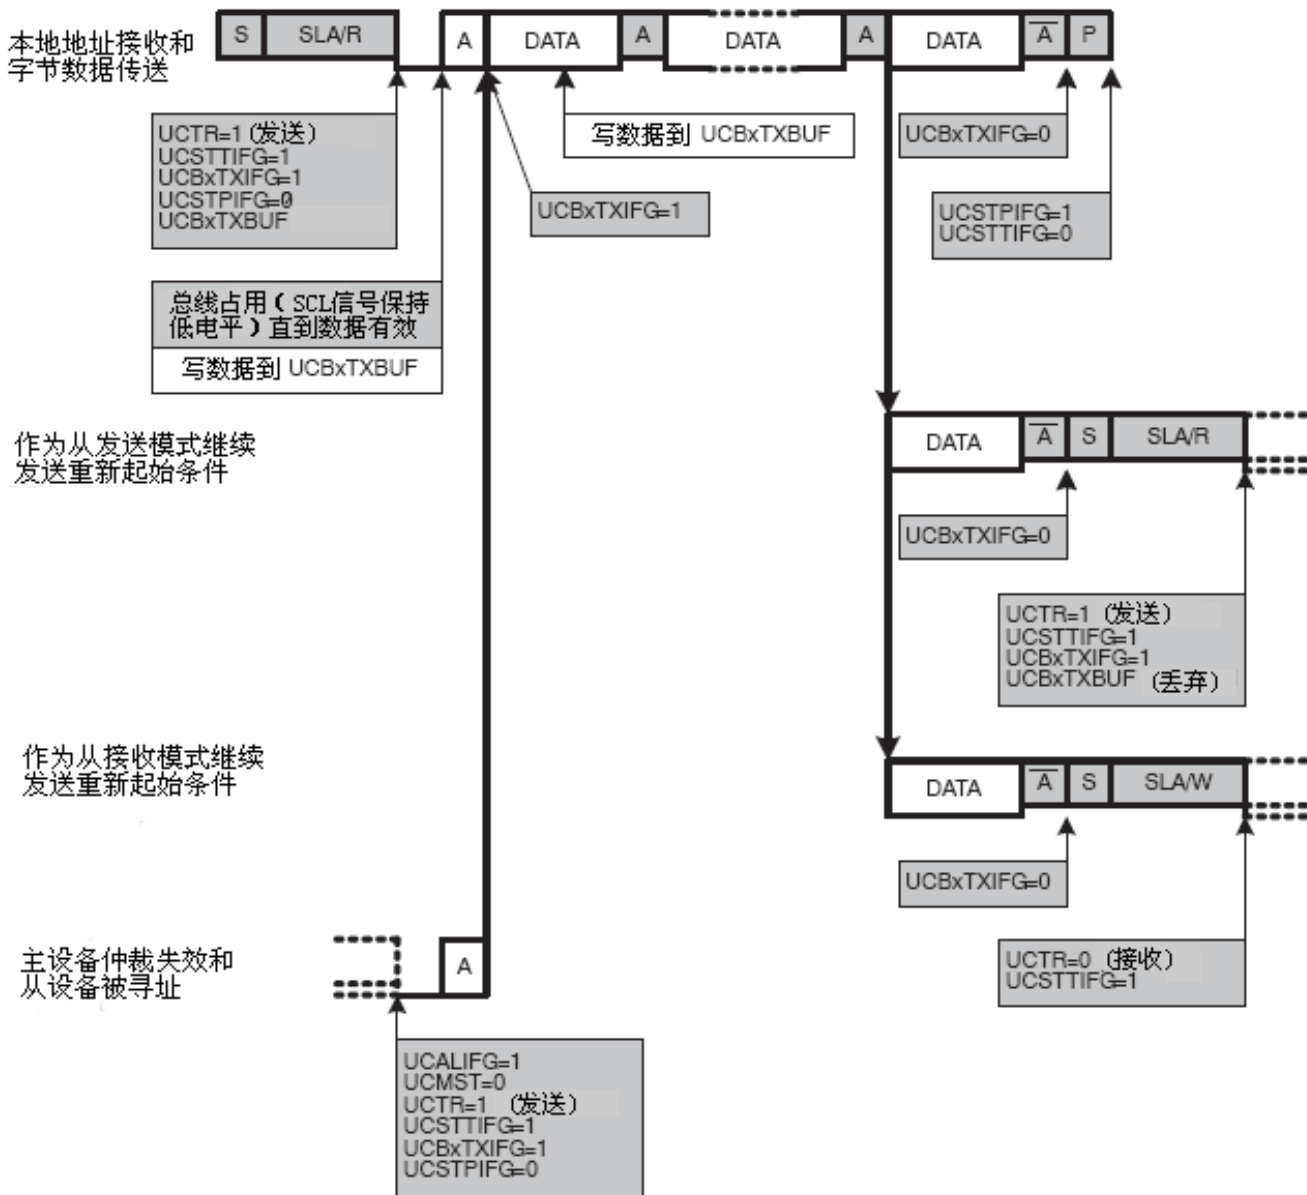 本地地址接收和
字节数据传送
S SLA/R A DATA A DATA A DATA A P
UCTR=1 (发送)
UCSTTIFG=1
UCBxTXIFG=1
UCSTPIFG=0
UCBxTXBUF
写数据到 UCBxTXBUF
UCBxTXIFG=0
UCBxTXIFG=1
UCSTPIFG=1
UCSTTIFG=0
总线占用(SCL信号保持
低电平)直到数据有效
写数据到 UCBxTXBUF
作为从发送模式继续
发送重新起始条件
DATA A S SLA/R
UCBxTXIFG=0
UCTR=1 (发送)
UCSTTIFG=1
UCBxTXIFG=1
UCBxTXBUF (丢弃)
作为从接收模式继续
发送重新起始条件
DATA A S SLA/W
UCBxTXIFG=0
UCTR=0 (接收)
UCSTTIFG=1
主设备仲裁失效和
从设备被寻址
A
UCALIFG=1
UCMST=0
UCTR=1 (发送)
UCSTTIFG=1
UCBxTXIFG=1
UCSTPIFG=0